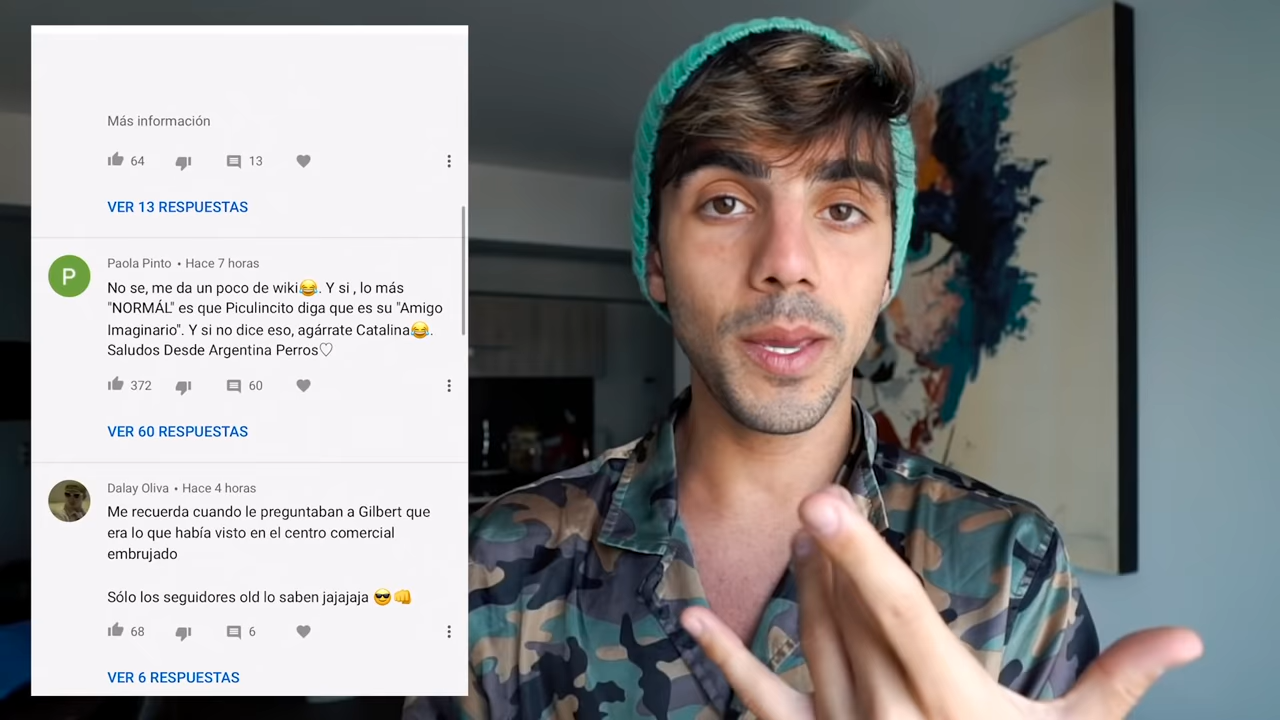 Más información
64
13
VER 13 RESPUESTAS
P
Paola Pinto • Hace 7 horas
No se, me da un poco de wiki😂. Y si , lo más
"NORMÁL" es que Piculincito diga que es su "Amigo
Imaginario". Y si no dice eso, agárrate Catalina😂.
Saludos Desde Argentina Perros♡
372
60
VER 60 RESPUESTAS
Dalay Oliva • Hace 4 horas
Me recuerda cuando le preguntaban a Gilbert que
era lo que había visto en el centro comercial
embrujado
Sólo los seguidores old lo saben jajajaja 😎👊
68
6
VER 6 RESPUESTAS